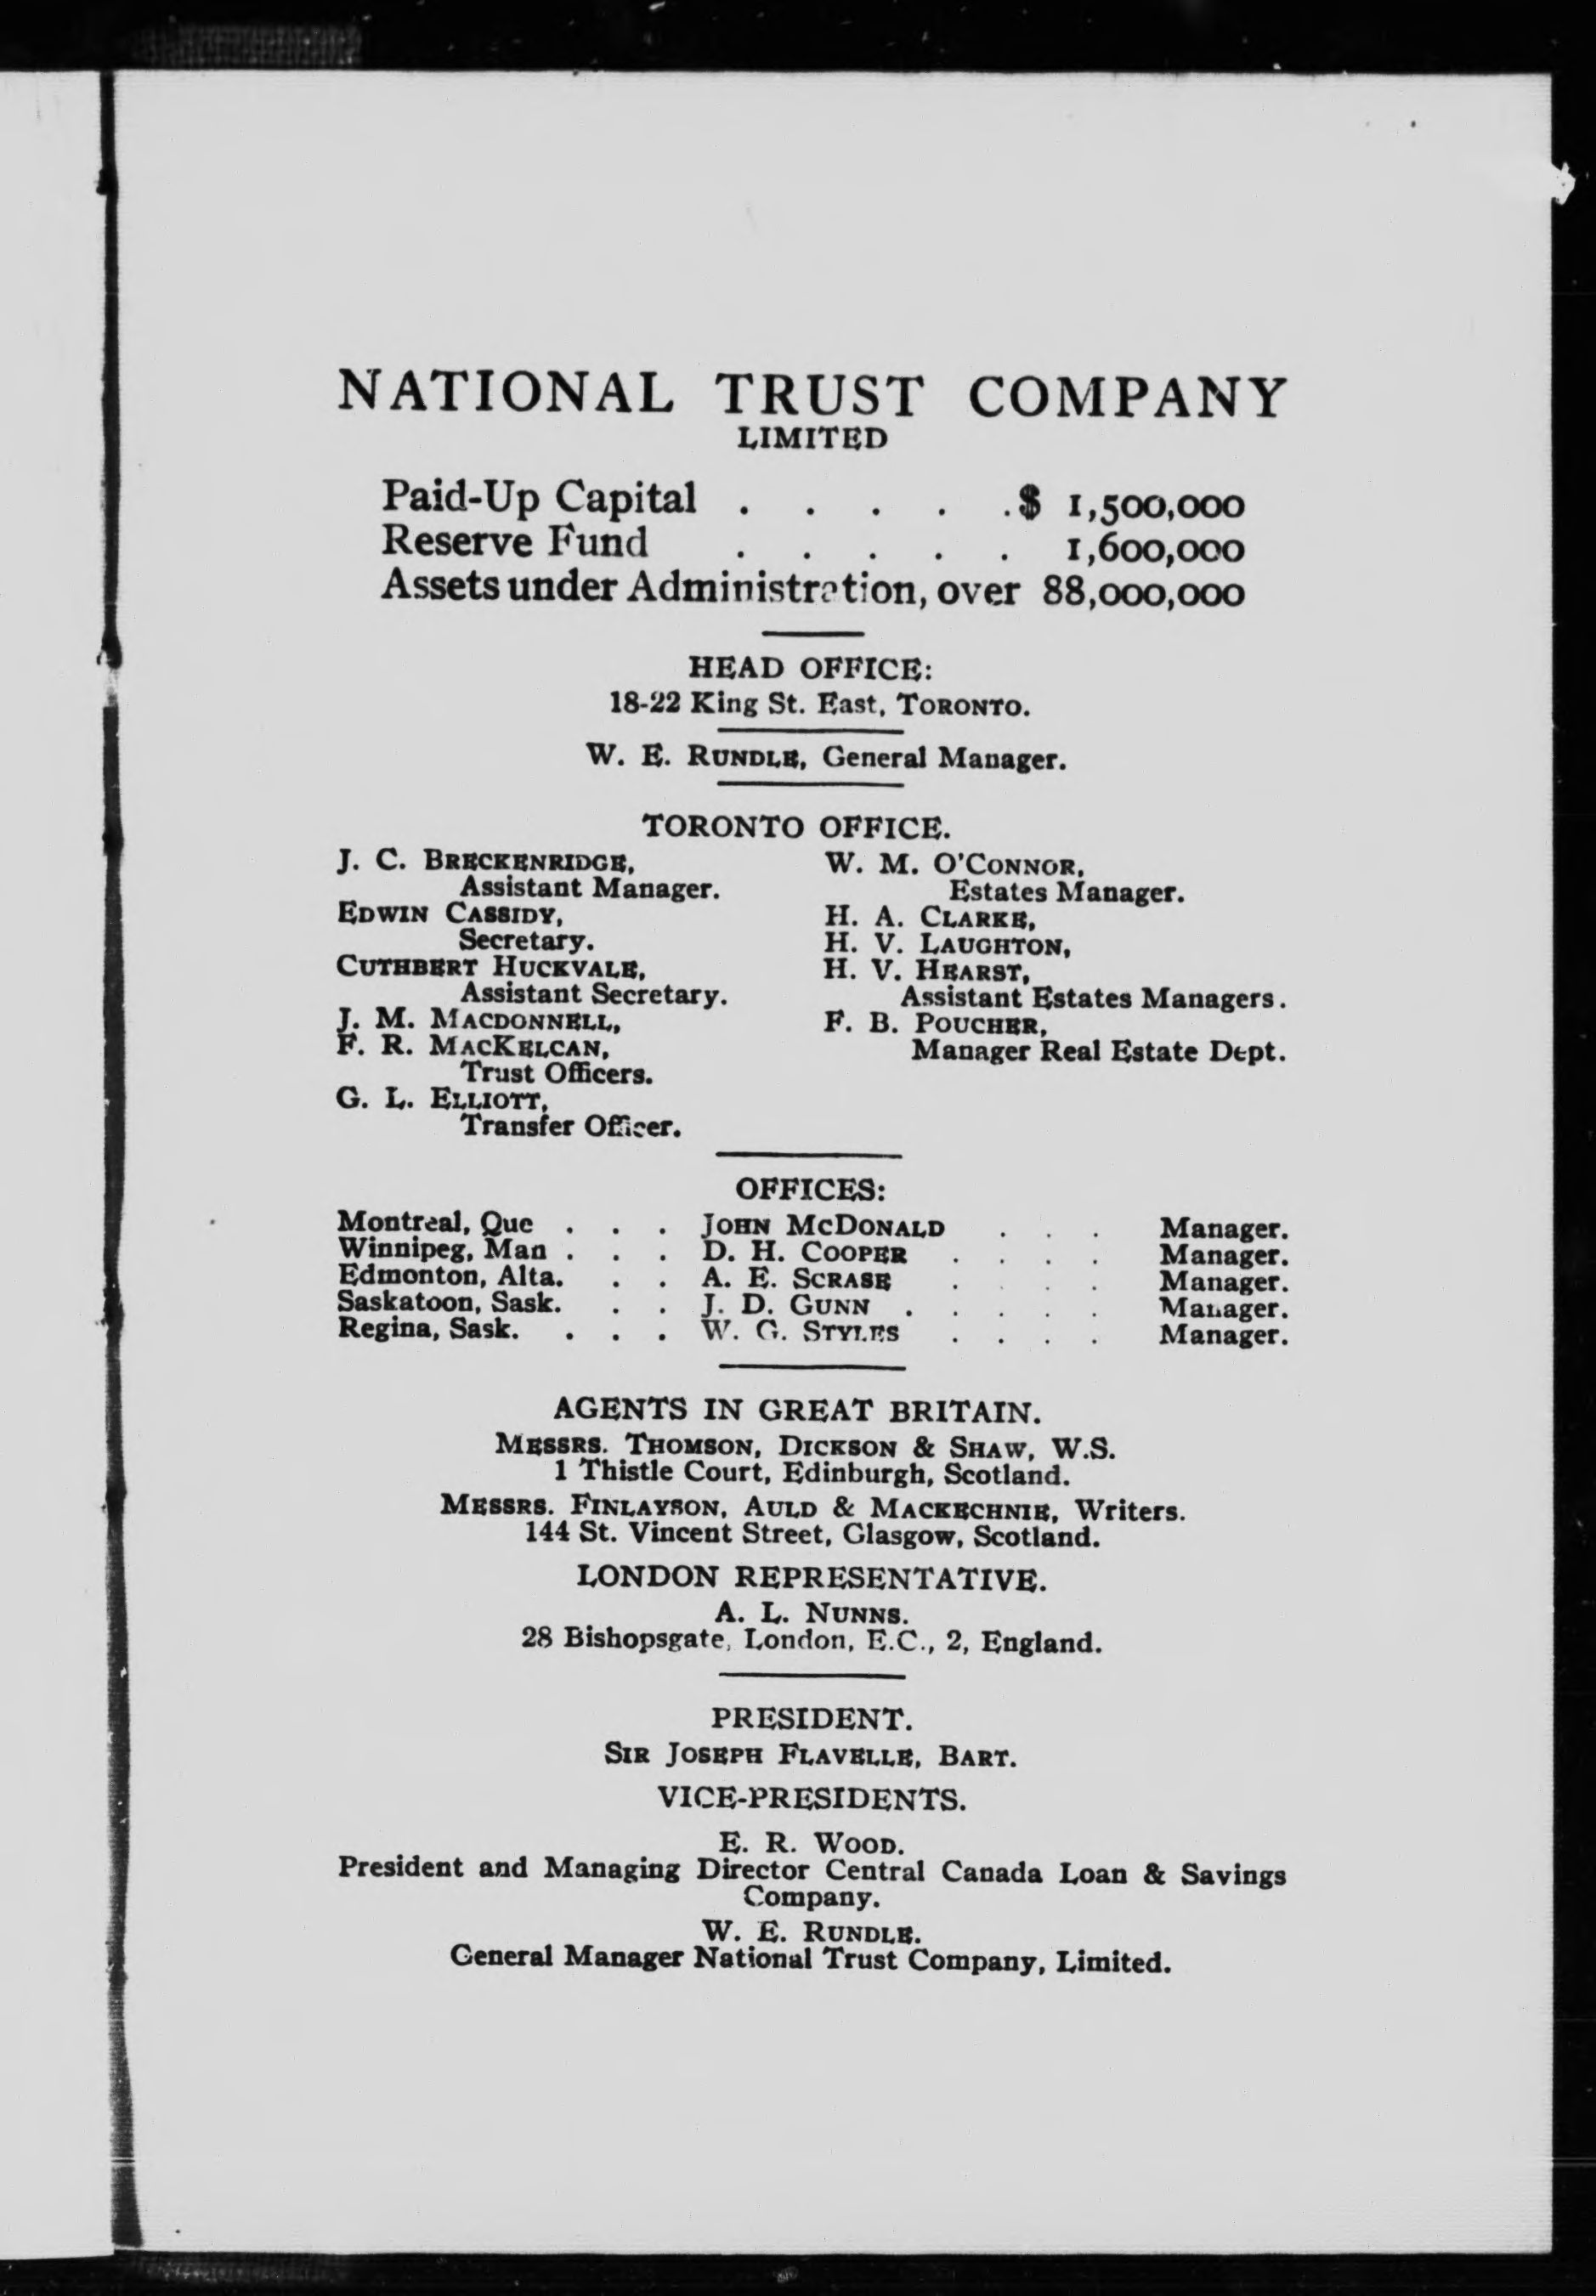 NATIONAL TRUST COMPANY
LIMITED
Paid-Up Capital . . . . . $ 1,500,000
Reserve Fund . . . . . 1,600,000
Assets under Administration, over 88,000,000
HEAD OFFICE:
18-22 King St. East, TORONTO.
W. E. RUNDLE, General Manager.
TORONTO OFFICE.
J. C. BRECKENRIDGE,
Assistant Manager.
EDWIN CASSIDY,
Secretary.
CUTHBERT HUCKVALE,
Assistant Secretary.
J. M. MACDONNELL,
F. R. MACKELCAN,
Trust Officers.
G. L. ELLIOTT,
Transfer Officer.
W. M. O'CONNOR,
Estates Manager.
H. A. CLARKE,
H. V. LAUGHTON,
H. V. HEARST,
Assistant Estates Managers.
F. B. POUCHER,
Manager Real Estate Dept.
OFFICES:
Montreal, Que . . . JOHN MCDONALD . . . Manager.
Winnipeg, Man . . . D. H. COOPER . . . . Manager.
Edmonton, Alta. . . A. E. SCRASE . . . . Manager.
Saskatoon, Sask. . . J. D. GUNN . . . . . Manager.
Regina, Sask. . . . W. G. STYLES . . . . Manager.
AGENTS IN GREAT BRITAIN.
MESSRS. THOMSON, DICKSON & SHAW, W.S.
1 Thistle Court, Edinburgh, Scotland.
MESSRS. FINLAYSON, AULD & MACKECHNIE, Writers.
144 St. Vincent Street, Glasgow, Scotland.
LONDON REPRESENTATIVE.
A. L. NUNNS.
28 Bishopsgate, London, E.C., 2, England.
PRESIDENT.
SIR JOSEPH FLAVELLE, BART.
VICE-PRESIDENTS.
E. R. WOOD.
President and Managing Director Central Canada Loan & Savings
Company.
W. E. RUNDLE.
General Manager National Trust Company, Limited.